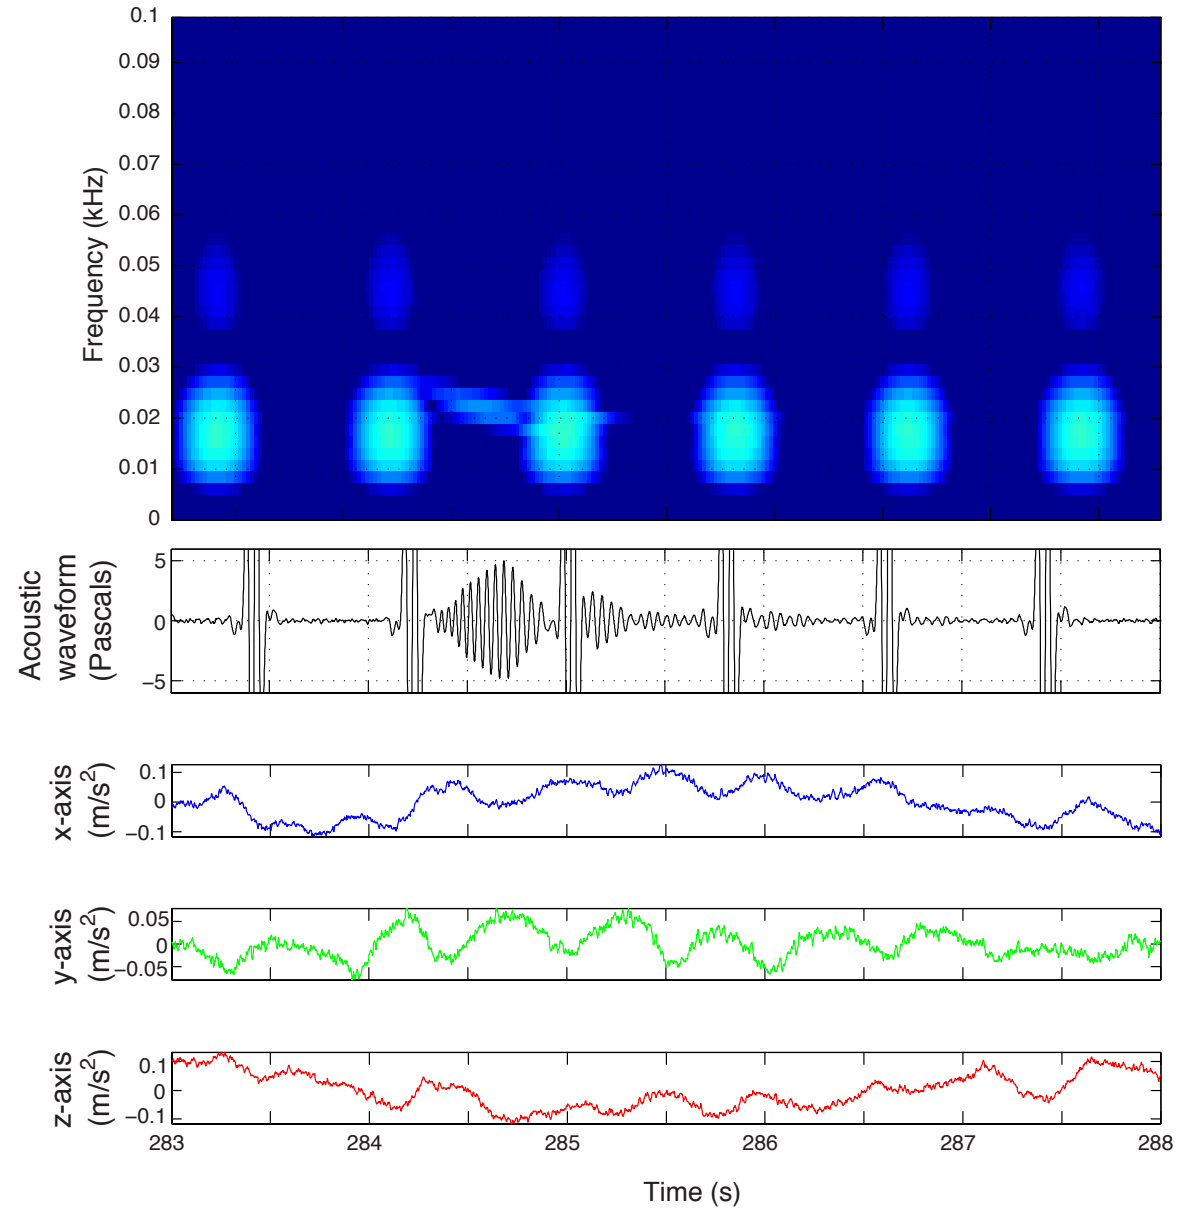 0.1
0.09
0.08
0.07
0.06
0.05
0.04
0.03
0.02
0.01
0
Frequency (kHz)
5
0
−5
Acoustic
waveform
(Pascals)
0.1
0
−0.1
x-axis
(m/s²)
0.05
0
−0.05
y-axis
(m/s²)
0.1
0
−0.1
z-axis
(m/s²)
283 284 285 286 287 288
Time (s)